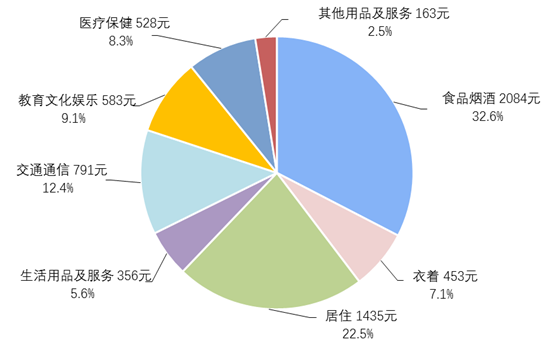 其他用品及服务 163元
2.5%
医疗保健 528元
8.3%
食品烟酒 2084元
32.6%
教育文化娱乐 583元
9.1%
交通通信 791元
12.4%
生活用品及服务 356元
5.6%
衣着 453元
7.1%
居住 1435元
22.5%